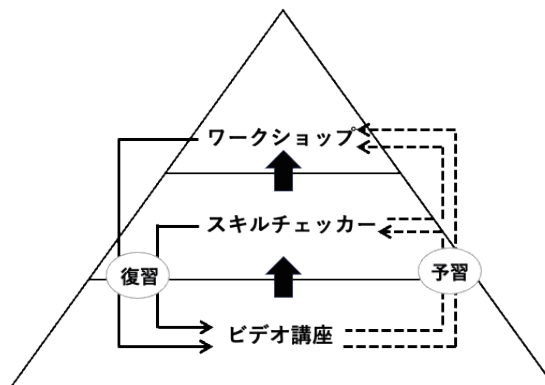 ワークショップ
スキルチェッカー
復習
予習
ビデオ講座